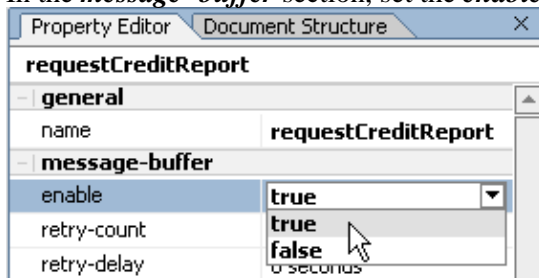 In the message-buffer section, set the enable
Property Editor Document Structure
requestCreditReport
general
name requestCreditReport
message-buffer
enable true
retry-count true
false
retry-delay 0 seconds